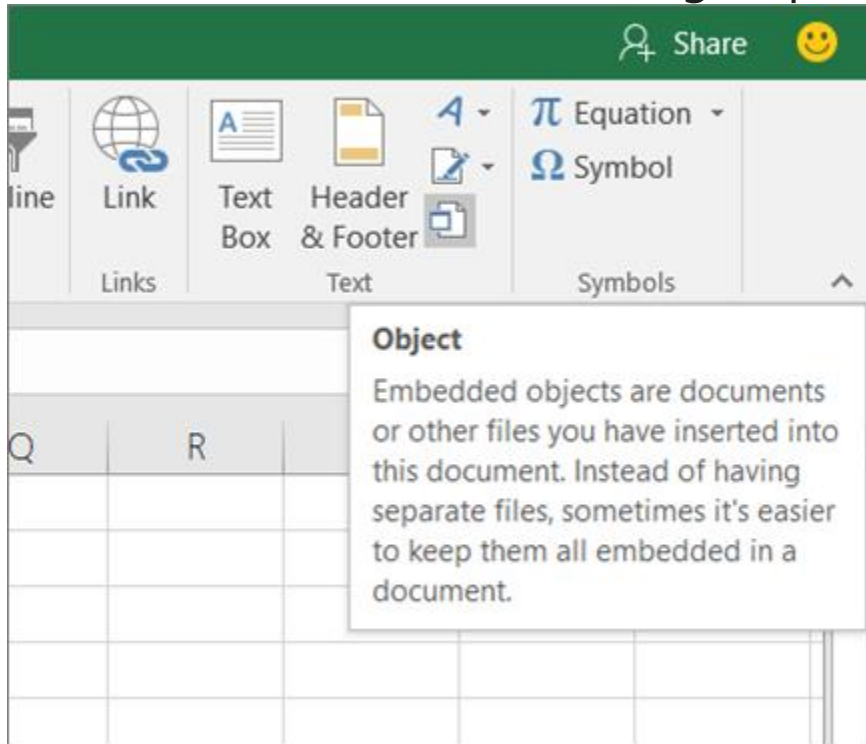 Share
Equation
Symbol
line
Link
Text Box
Header & Footer
Links
Text
Symbols
Object
Embedded objects are documents
or other files you have inserted into
this document. Instead of having
separate files, sometimes it's easier
to keep them all embedded in a
document.
Q
R